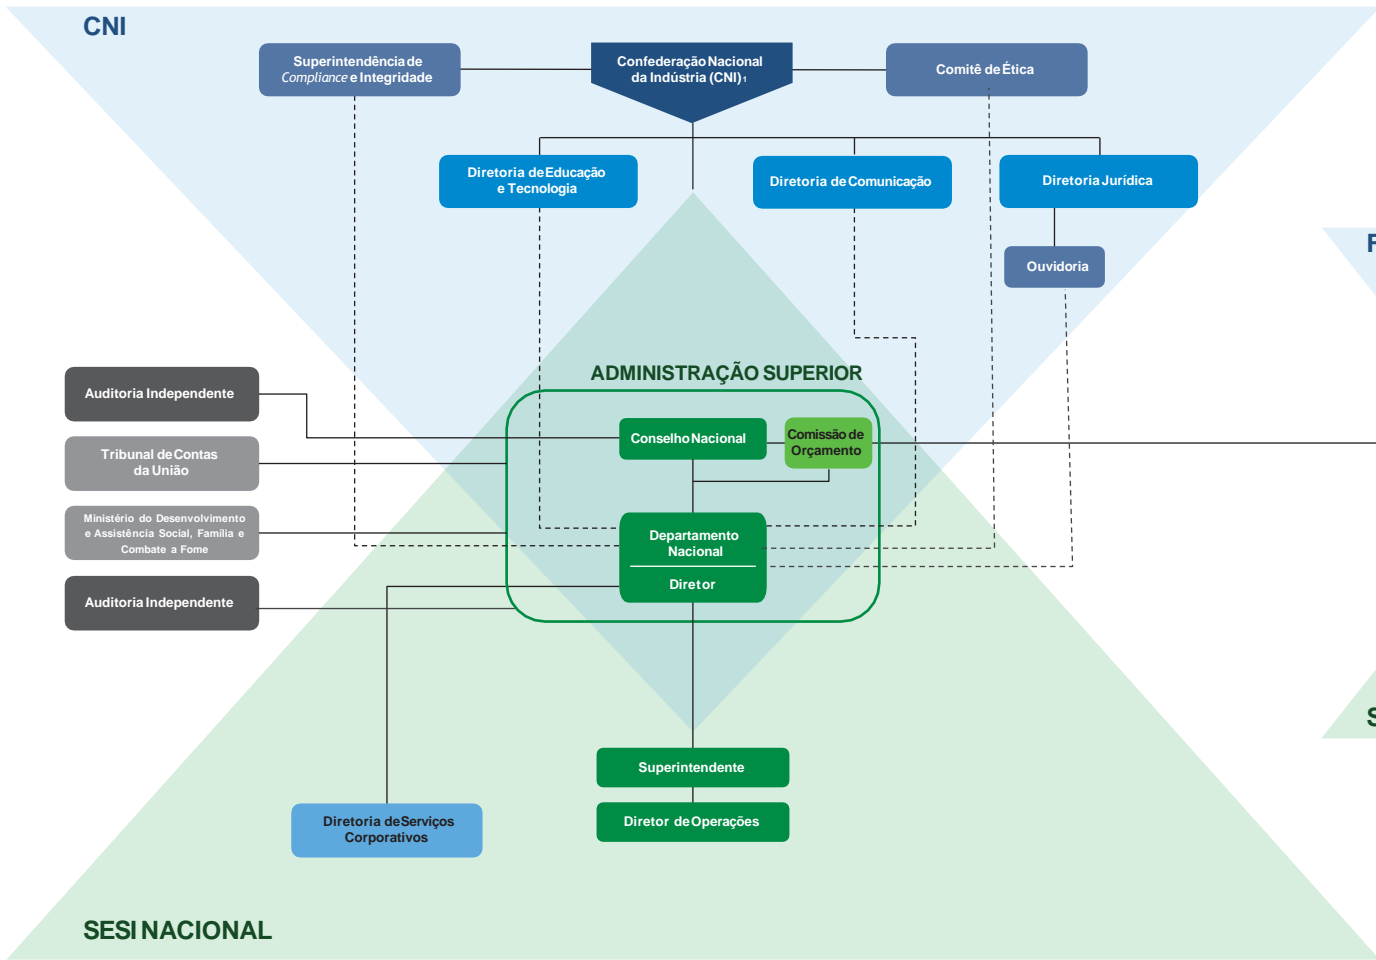 CNI
Superintendência de
Compliance e Integridade
Confederação Nacional
da Indústria (CNI)1
Comitê de Ética
Diretoria de Educação
e Tecnologia
Diretoria de Comunicação
Diretoria Jurídica
Ouvidoria
F
ADMINISTRAÇÃO SUPERIOR
Auditoria Independente
Conselho Nacional
Comissão de
Orçamento
Tribunal de Contas
da União
Ministério do Desenvolvimento
e Assistência Social, Família e
Combate a Fome
Departamento
Nacional
Diretor
Auditoria Independente
S
Superintendente
Diretor de Operações
Diretoria de Serviços
Corporativos
SESI NACIONAL